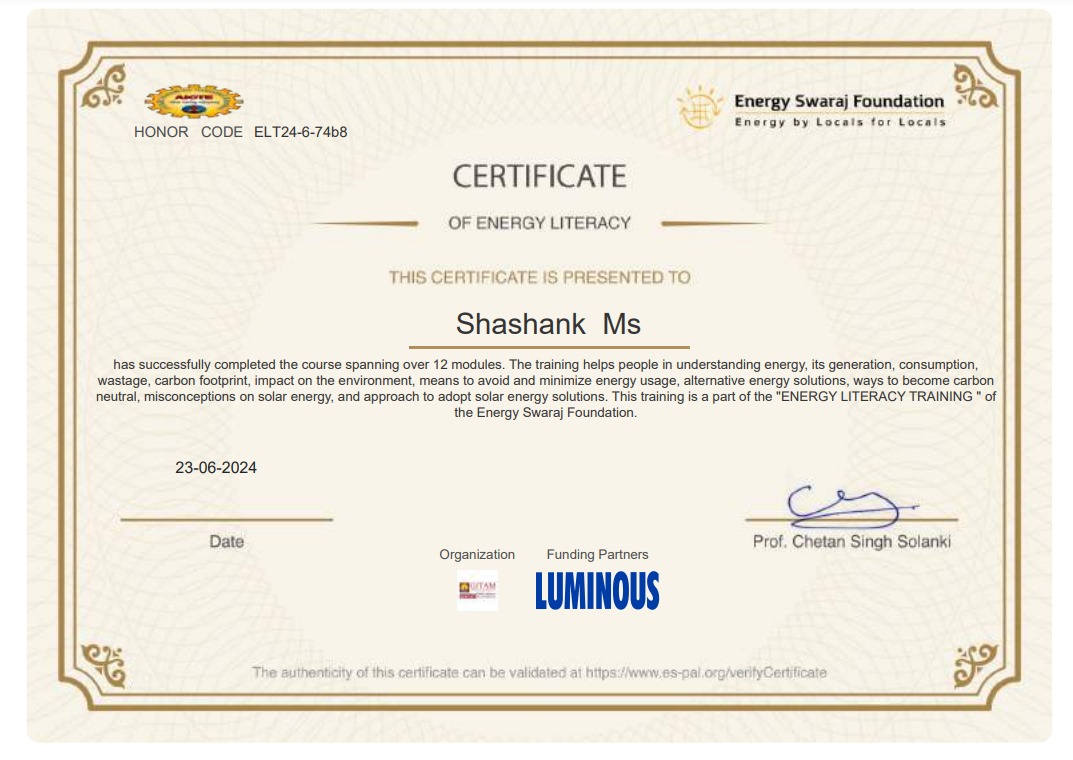 AICTE
HONOR CODE ELT24-6-74b8
Energy Swaraj Foundation
Energy by Locals for Locals
CERTIFICATE
OF ENERGY LITERACY
THIS CERTIFICATE IS PRESENTED TO
Shashank Ms
has successfully completed the course spanning over 12 modules. The training helps people in understanding energy, its generation, consumption,
wastage, carbon footprint, impact on the environment, means to avoid and minimize energy usage, alternative energy solutions, ways to become carbon
neutral, misconceptions on solar energy, and approach to adopt solar energy solutions. This training is a part of the "ENERGY LITERACY TRAINING " of
the Energy Swaraj Foundation.
23-06-2024
Date
Prof. Chetan Singh Solanki
Organization Funding Partners
GITAM
LUMINOUS
The authenticity of this certificate can be validated at https://www.es-pal.org/verifyCertificate